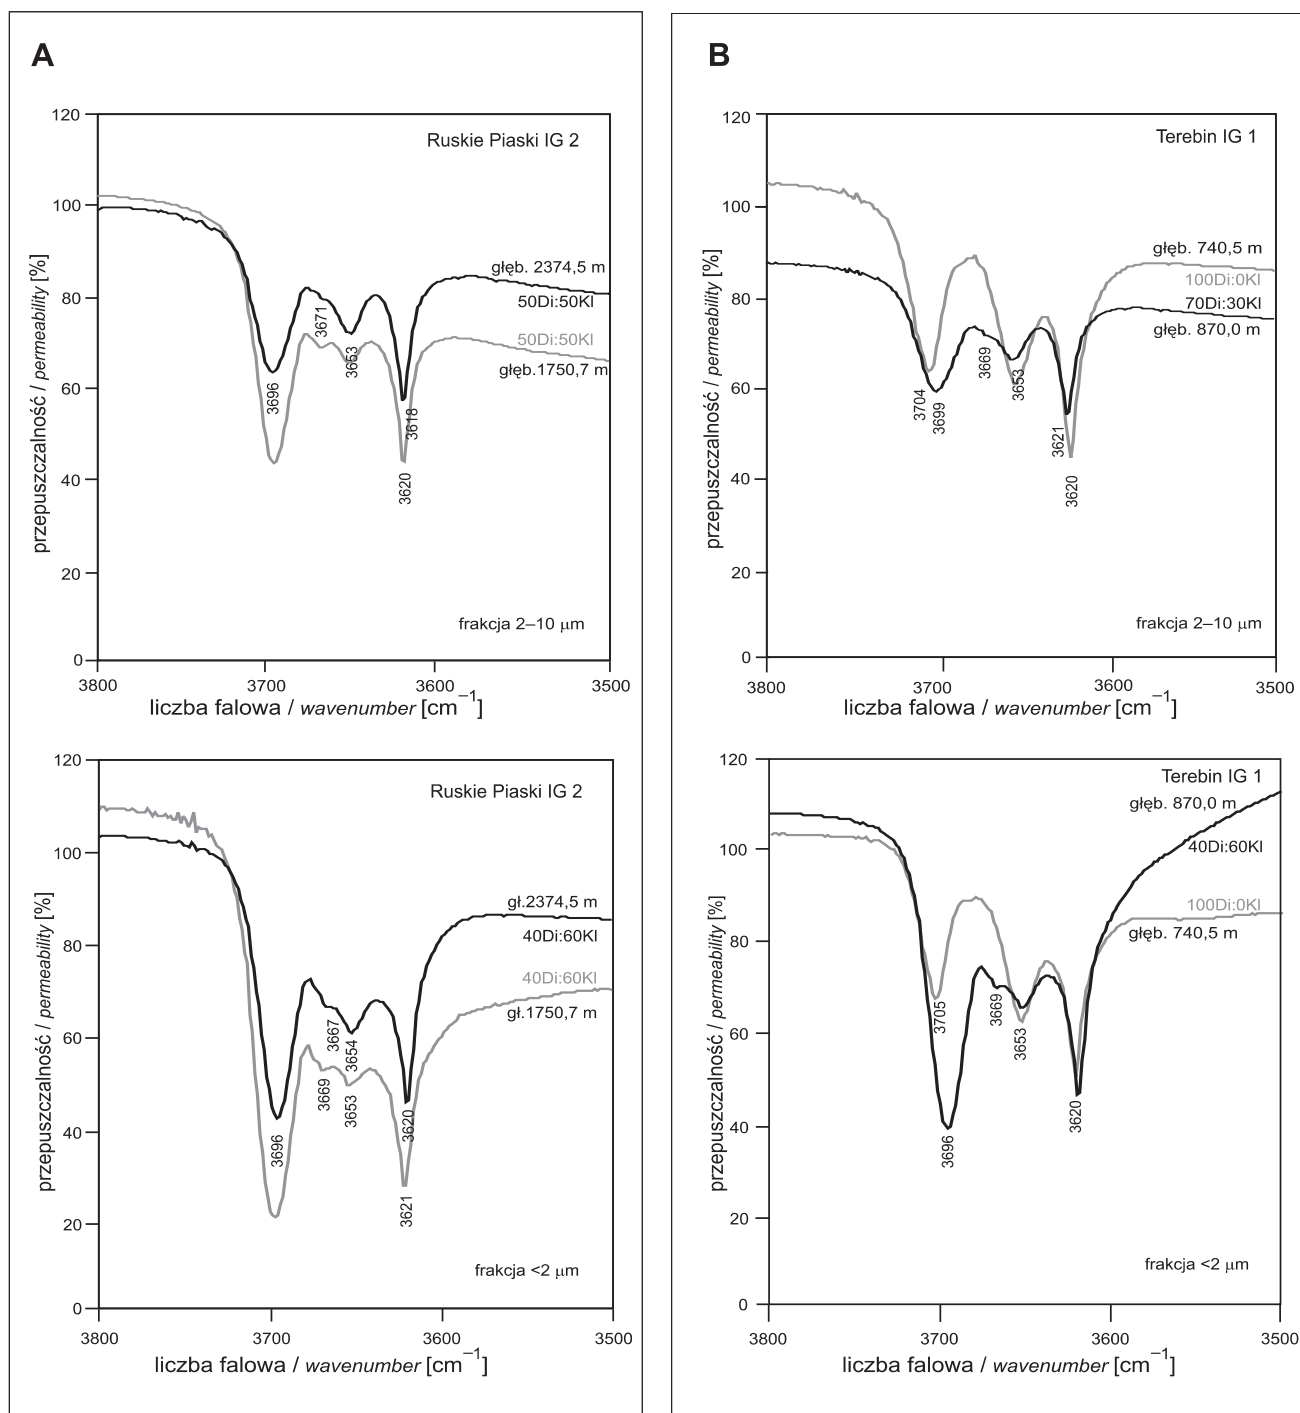 A
120
100
80
60
40
20
0
przepuszczalność / permeability [%]
Ruskie Piaski IG 2
głęb. 2374,5 m
50Di:50Kl
50Di:50Kl
głęb.1750,7 m
3696
3671
3653
3618
3620
frakcja 2–10 μm
3800
3700
3600
3500
liczba falowa / wavenumber [cm⁻¹]
120
100
80
60
40
20
0
przepuszczalność / permeability [%]
Ruskie Piaski IG 2
gł.2374,5 m
40Di:60Kl
40Di:60Kl
gł.1750,7 m
3696
3667
3654
3669
3653
3620
3621
frakcja <2 μm
3800
3700
3600
3500
liczba falowa / wavenumber [cm⁻¹]
B
120
100
80
60
40
20
0
przepuszczalność / permeability [%]
Terebin IG 1
głęb. 740,5 m
100Di:0Kl
70Di:30Kl
głęb. 870,0 m
3704
3699
3669
3653
3621
3620
frakcja 2–10 μm
3800
3700
3600
3500
liczba falowa / wavenumber [cm⁻¹]
120
100
80
60
40
20
0
przepuszczalność / permeability [%]
Terebin IG 1
głęb. 870,0 m
40Di:60Kl
100Di:0Kl
głęb. 740,5 m
3705
3696
3669
3653
3620
frakcja <2 μm
3800
3700
3600
3500
liczba falowa / wavenumber [cm⁻¹]